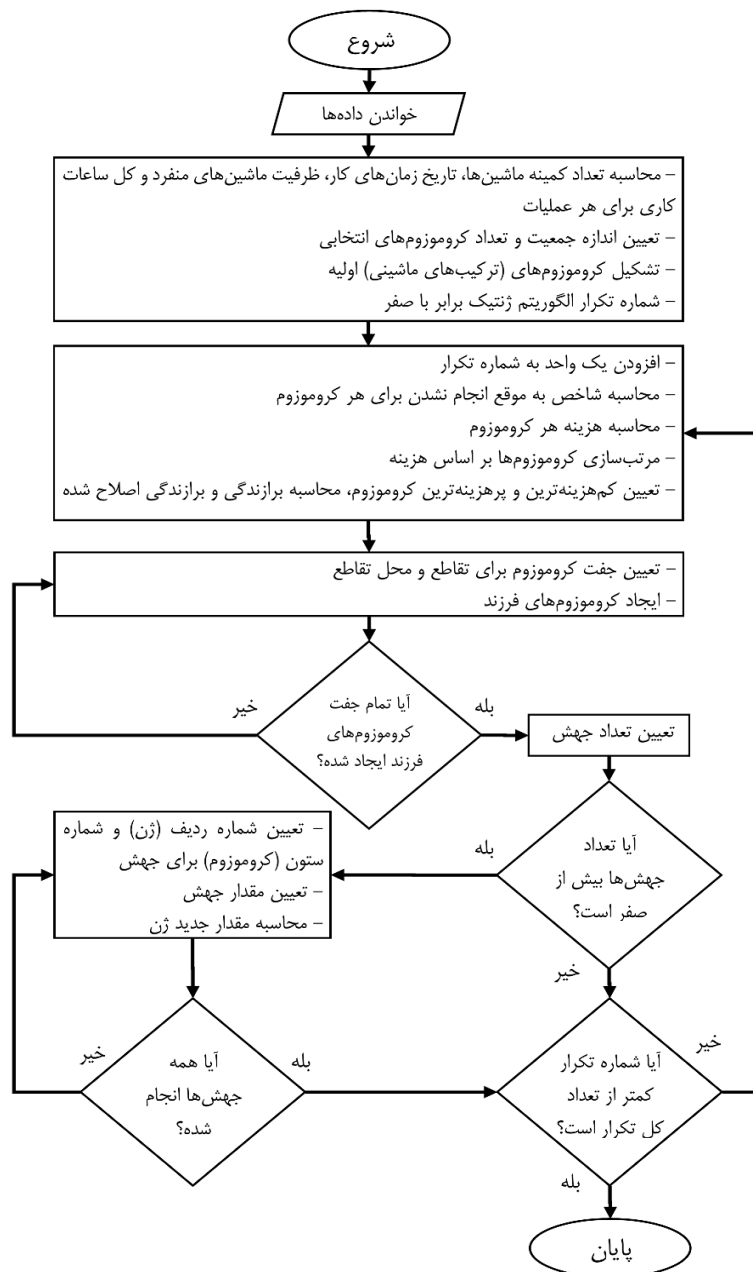 شروع
خواندن داده‌ها
– محاسبه تعداد کمینه ماشین‌ها، تاریخ زمان‌های کار، ظرفیت ماشین‌های منفرد و کل ساعات
کاری برای هر عملیات
– تعیین اندازه جمعیت و تعداد کروموزوم‌های انتخابی
– تشکیل کروموزوم‌های (ترکیب‌های ماشینی) اولیه
– شماره تکرار الگوریتم ژنتیک برابر با صفر
– افزودن یک واحد به شماره تکرار
– محاسبه شاخص به موقع انجام نشدن برای هر کروموزوم
– محاسبه هزینه هر کروموزوم
– مرتب‌سازی کروموزوم‌ها بر اساس هزینه
– تعیین کم‌هزینه‌ترین و پرهزینه‌ترین کروموزوم، محاسبه برازندگی و برازندگی اصلاح شده
– تعیین جفت کروموزوم برای تقاطع و محل تقاطع
– ایجاد کروموزوم‌های فرزند
آیا تمام جفت
کروموزوم‌های
فرزند ایجاد شده؟
خیر
بله
تعیین تعداد جهش
آیا تعداد
جهش‌ها بیش از
صفر است؟
بله
خیر
– تعیین شماره ردیف (ژن) و شماره
ستون (کروموزوم) برای جهش
– تعیین مقدار جهش
– محاسبه مقدار جدید ژن
آیا همه
جهش‌ها انجام
شده؟
خیر
بله
آیا شماره تکرار
کمتر از تعداد
کل تکرار است؟
خیر
بله
پایان